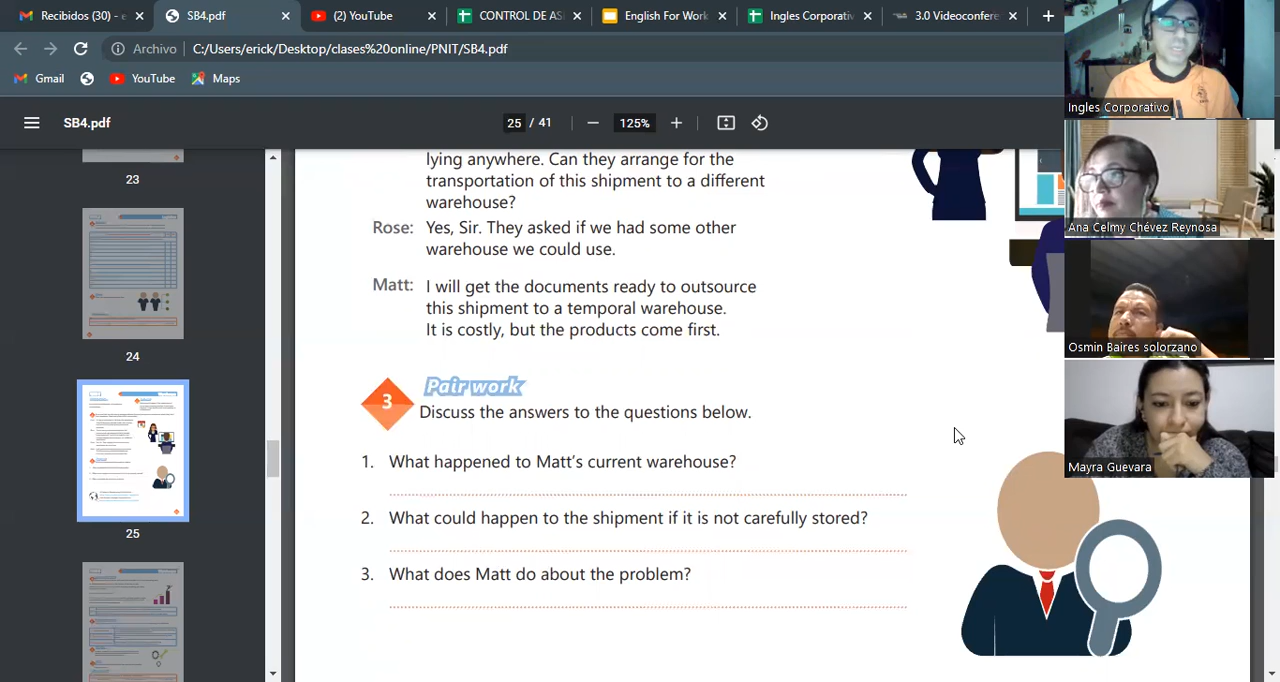 Recibidos (30) - e
SB4.pdf
(2) YouTube
CONTROL DE AS
English For Work
Ingles Corporativ
3.0 Videoconfere
Archivo
C:/Users/erick/Desktop/clases%20online/PNIT/SB4.pdf
Gmail
YouTube
Maps
SB4.pdf
25 / 41
125%
23
24
25
lying anywhere. Can they arrange for the
transportation of this shipment to a different
warehouse?
Rose: Yes, Sir. They asked if we had some other
warehouse we could use.
Matt: I will get the documents ready to outsource
this shipment to a temporal warehouse.
It is costly, but the products come first.
3
Pair work
Discuss the answers to the questions below.
1. What happened to Matt's current warehouse?
2. What could happen to the shipment if it is not carefully stored?
3. What does Matt do about the problem?
Ingles Corporativo
Ana Celmy Chévez Reynosa
Osmin Baires solorzano
Mayra Guevara